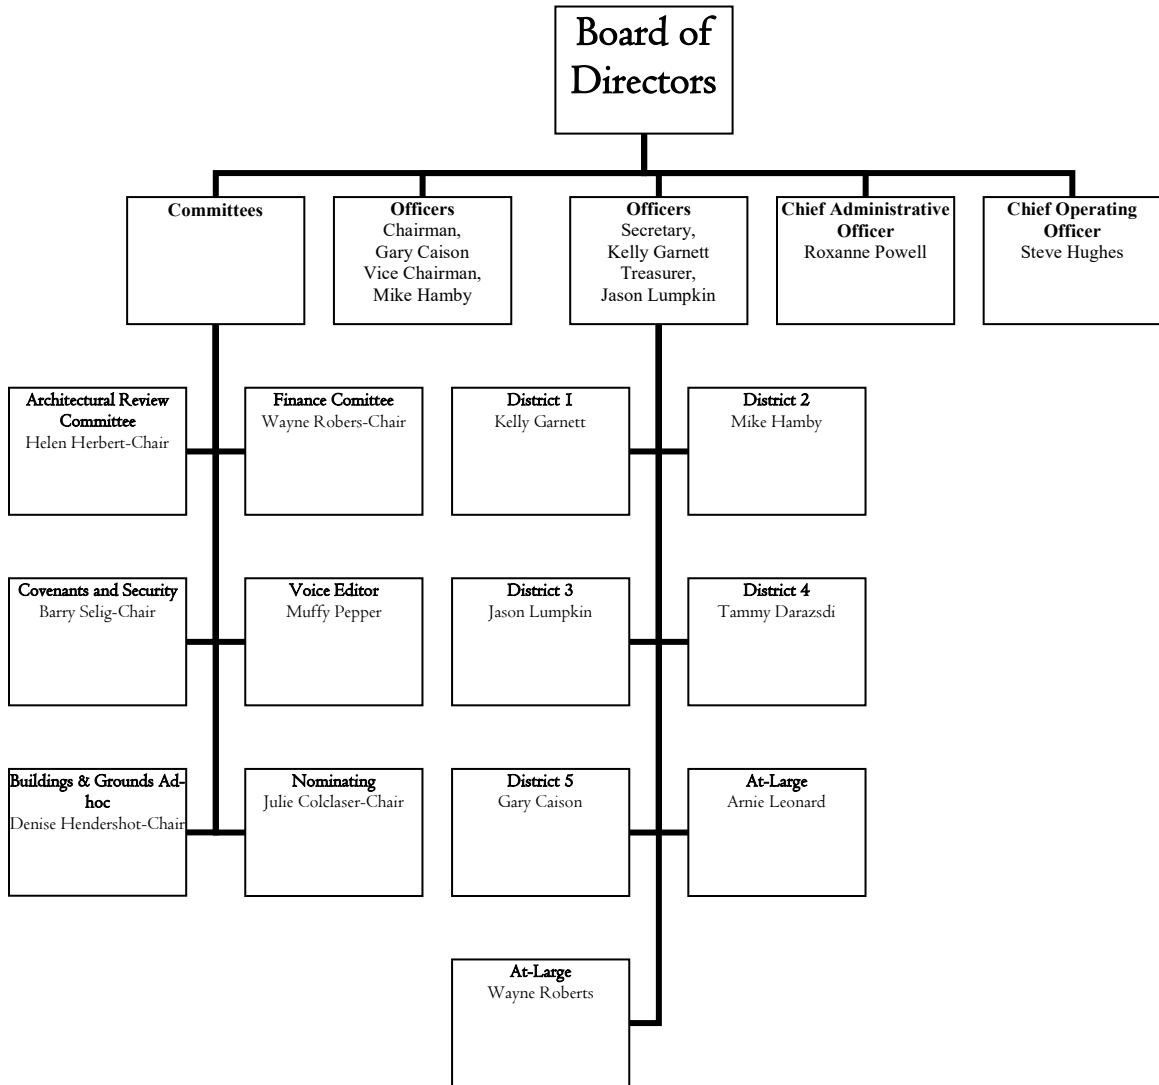 Board of
Directors
Committees
Officers
Chairman,
Gary Caison
Vice Chairman,
Mike Hamby
Officers
Secretary,
Kelly Garnett
Treasurer,
Jason Lumpkin
Chief Administrative
Officer
Roxanne Powell
Chief Operating
Officer
Steve Hughes
Architectural Review
Committee
Helen Herbert-Chair
Finance Comittee
Wayne Robers-Chair
District 1
Kelly Garnett
District 2
Mike Hamby
Covenants and Security
Barry Selig-Chair
Voice Editor
Muffy Pepper
District 3
Jason Lumpkin
District 4
Tammy Darazsdi
Buildings & Grounds Ad-
hoc
Denise Hendershot-Chair
Nominating
Julie Colclaser-Chair
District 5
Gary Caison
At-Large
Arnie Leonard
At-Large
Wayne Roberts